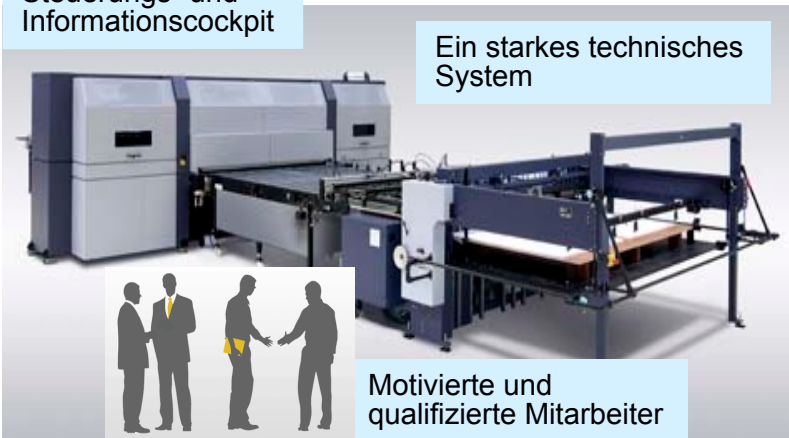 Steuerungs- und
Informationscockpit
Ein starkes technisches
System
Motivierte und
qualifizierte Mitarbeiter